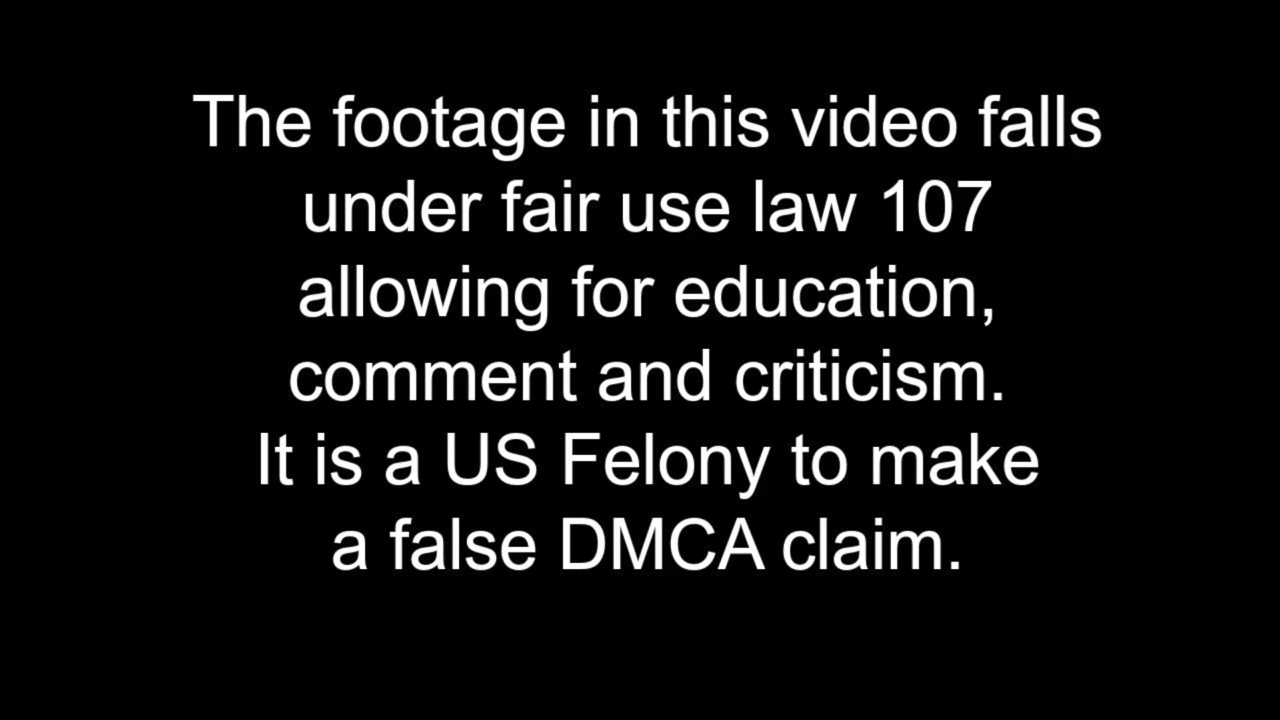 The footage in this video falls
under fair use law 107
allowing for education,
comment and criticism.
It is a US Felony to make
a false DMCA claim.